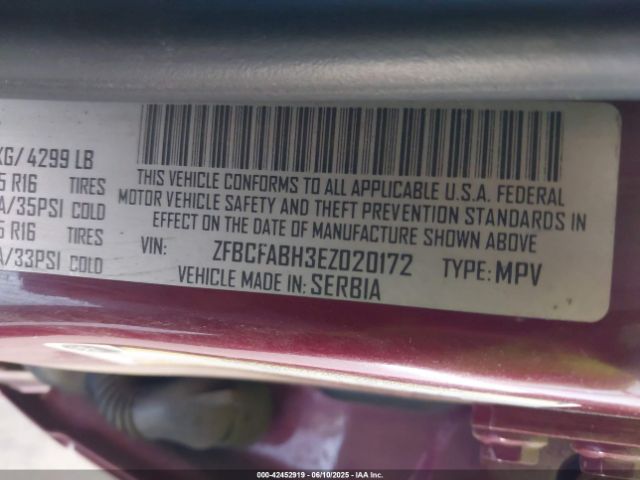 KG/ 4299 LB
5 R16 TIRES
A/35PSI COLD
5 R16 TIRES
A/33PSI COLD
THIS VEHICLE CONFORMS TO ALL APPLICABLE U.S.A. FEDERAL
MOTOR VEHICLE SAFETY AND THEFT PREVENTION STANDARDS IN
EFFECT ON THE DATE OF MANUFACTURE SHOWN ABOVE
VIN: ZFBCFABH3EZ020172 TYPE: MPV
VEHICLE MADE IN: SERBIA
000-42452919 - 06/10/2025 - IAA Inc.